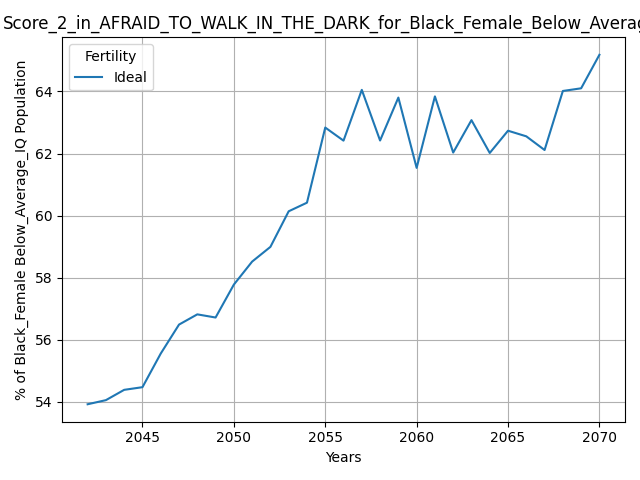 Score_2_in_AFRAID_TO_WALK_IN_THE_DARK_for_Black_Female_Below_Averag
Fertility
Ideal
% of Black_Female Below_Average_IQ Population
64
62
60
58
56
54
2045
2050
2055
2060
2065
2070
Years